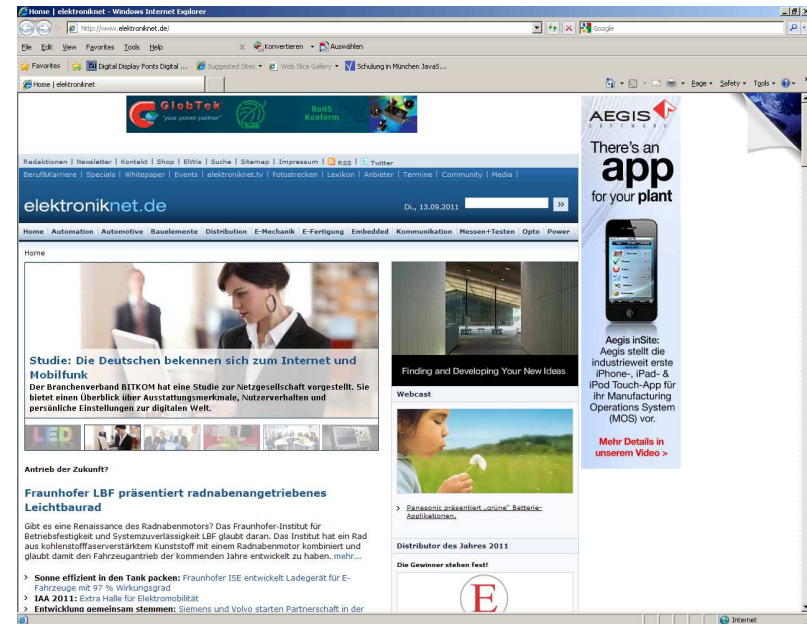 Home | elektroniknet - Windows Internet Explorer
http://www.elektroniknet.de/
Google
File Edit View Favorites Tools Help
Konvertieren
Auswählen
Favorites
Digital Display Fonts Digital ...
Suggested Sites
Web Slice Gallery
Schulung in München JavaS...
Home | elektroniknet
Page Safety Tools
GlobTek
"your power partner"
RoHS
Konform
Redaktionen | Newsletter | Kontakt | Shop | ElWis | Suche | Sitemap | Impressum | RSS | Twitter
Beruf&Karriere | Specials | Whitepaper | Events | elektroniknet.tv | Fotostrecken | Lexikon | Anbieter | Termine | Community | Media |
elektroniknet.de
Di., 13.09.2011
Home Automation Automotive Bauelemente Distribution E-Mechanik E-Fertigung Embedded Kommunikation Messen+Testen Opto Power
Home
Studie: Die Deutschen bekennen sich zum Internet und
Mobilfunk
Der Branchenverband BITKOM hat eine Studie zur Netzgesellschaft vorgestellt. Sie
bietet einen Überblick über Ausstattungsmerkmale, Nutzerverhalten und
persönliche Einstellungen zur digitalen Welt.
LED
Antrieb der Zukunft?
Fraunhofer LBF präsentiert radnabenangetriebenes
Leichtbaurad
Gibt es eine Renaissance des Radnabenmotors? Das Fraunhofer-Institut für
Betriebsfestigkeit und Systemzuverlässigkeit LBF glaubt daran. Das Institut hat ein Rad
aus kohlenstofffaserverstärktem Kunststoff mit einem Radnabenmotor kombiniert und
glaubt damit den Fahrzeugantrieb der kommenden Jahre entwickelt zu haben. mehr...
> Sonne effizient in den Tank packen: Fraunhofer ISE entwickelt Ladegerät für E-
Fahrzeuge mit 97 % Wirkungsgrad
> IAA 2011: Extra Halle für Elektromobilität
> Entwicklung gemeinsam stemmen: Siemens und Volvo starten Partnerschaft in der
Finding and Developing Your New Ideas
Webcast
> Panasonic präsentiert „grüne" Batterie-
Applikationen.
Distributor des Jahres 2011
Die Gewinner stehen fest!
E
AEGIS
SOFTWARE
There's an
app
for your plant
Aegis inSite:
Aegis stellt die
industrieweit erste
iPhone-, iPad- &
iPod Touch-App für
ihr Manufacturing
Operations System
(MOS) vor.
Mehr Details in
unserem Video >
Internet